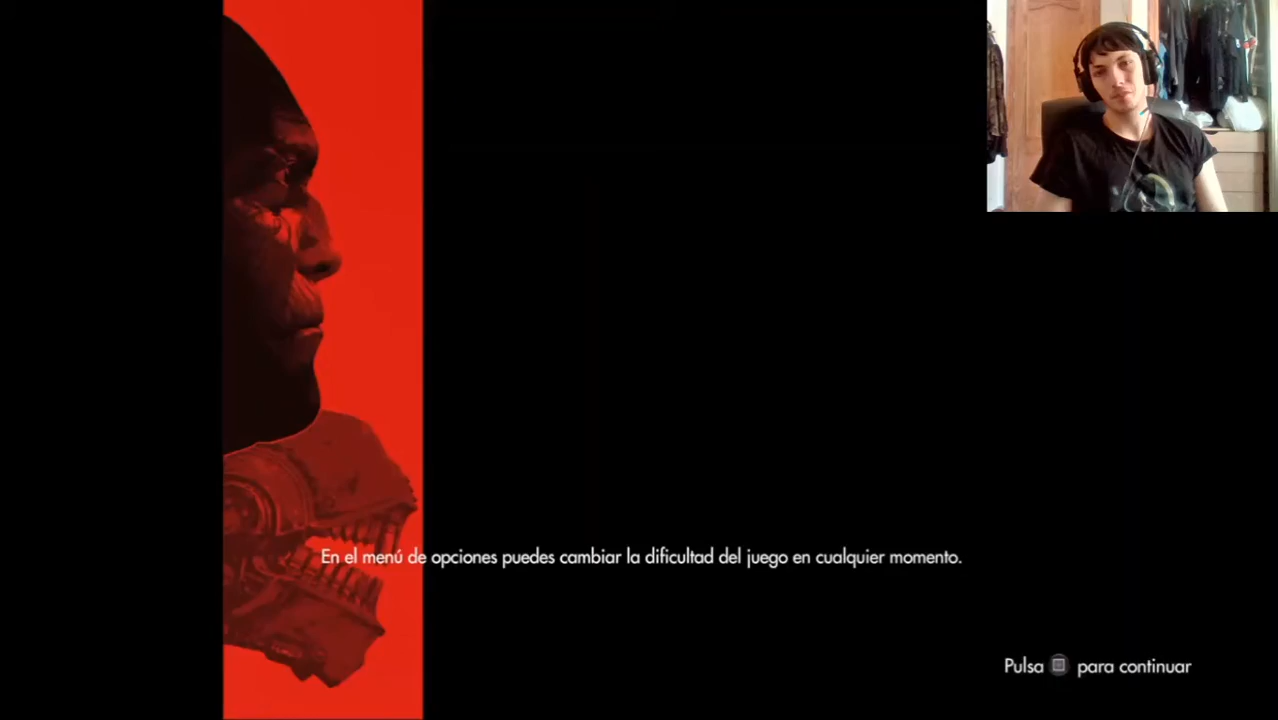 En el menú de opciones puedes cambiar la dificultad del juego en cualquier momento.
Pulsa para continuar